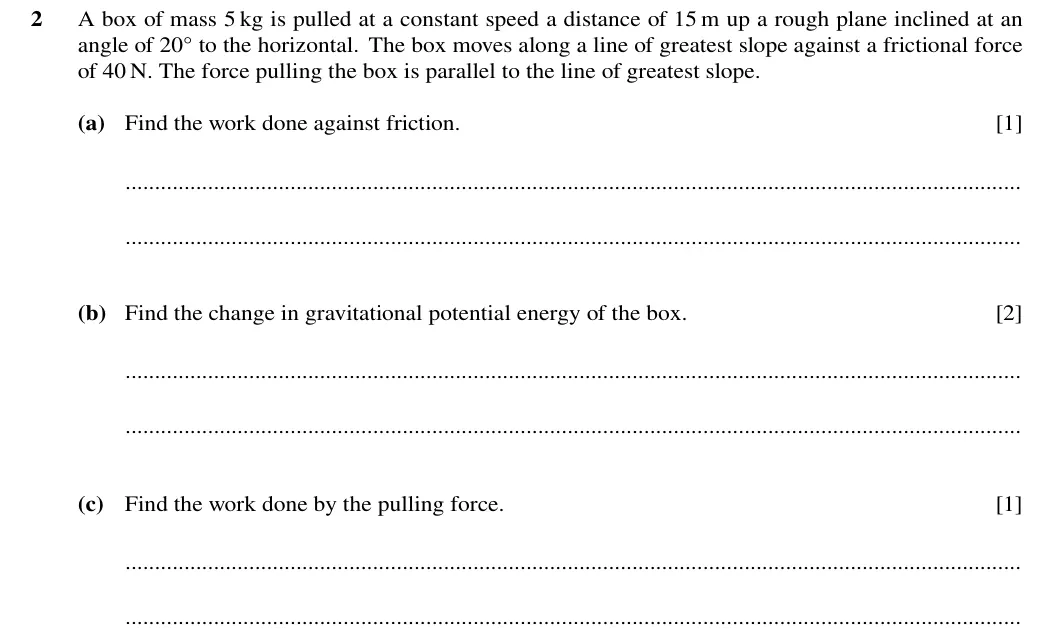 2 A box of mass 5 kg is pulled at a constant speed a distance of 15 m up a rough plane inclined at an
angle of 20° to the horizontal. The box moves along a line of greatest slope against a frictional force
of 40 N. The force pulling the box is parallel to the line of greatest slope.
(a) Find the work done against friction. [1]
(b) Find the change in gravitational potential energy of the box. [2]
(c) Find the work done by the pulling force. [1]